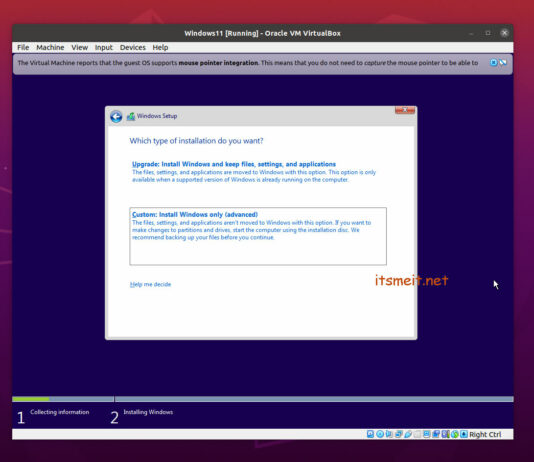 Windows11 [Running] - Oracle VM VirtualBox
File Machine View Input Devices Help
The Virtual Machine reports that the guest OS supports mouse pointer integration. This means that you do not need to capture the mouse pointer to be able to
Windows Setup
Which type of installation do you want?
Upgrade: Install Windows and keep files, settings, and applications
The files, settings, and applications are moved to Windows with this option. This option is only
available when a supported version of Windows is already running on the computer.
Custom: Install Windows only (advanced)
The files, settings, and applications aren't moved to Windows with this option. If you want to
make changes to partitions and drives, start the computer using the installation disc. We
recommend backing up your files before you continue.
itsmeit.net
Help me decide
1 Collecting information 2 Installing Windows
Right Ctrl